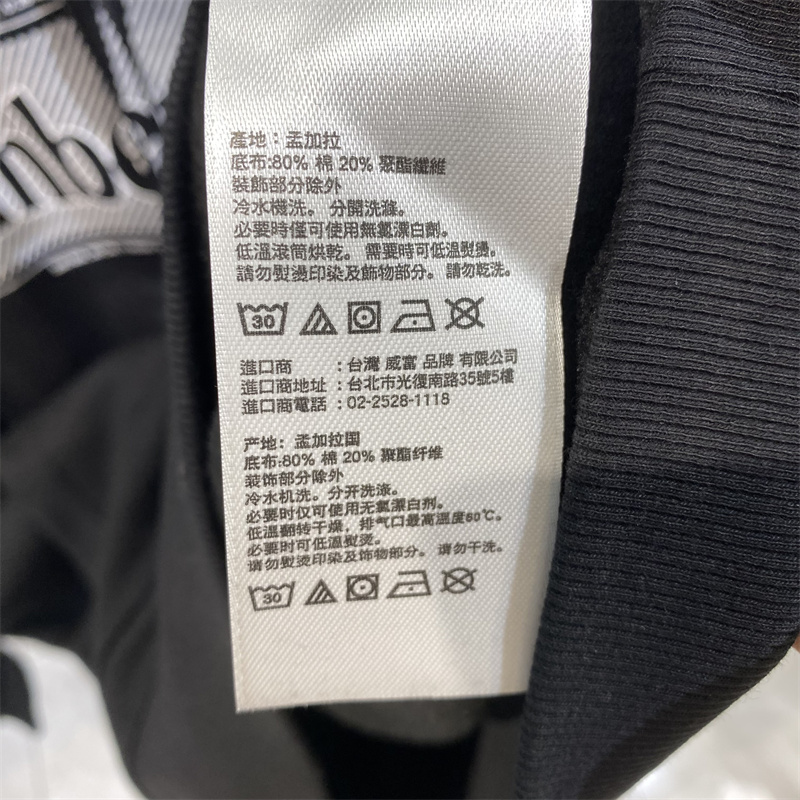 nb
產地：孟加拉
底布:80% 棉 20% 聚酯纖維
裝飾部分除外
冷水機洗。 分開洗滌。
必要時僅可使用無氯漂白劑。
低溫滾筒烘乾。 需要時可低溫熨燙。
請勿熨燙印染及飾物部分。 請勿乾洗。
30
進口商 ：台灣 威富 品牌 有限公司
進口商地址 ：台北市光復南路35號5樓
進口商電話 ：02-2528-1118
产地：孟加拉国
底布:80% 棉 20% 聚酯纤维
装饰部分除外
冷水机洗。分开洗涤。
必要时仅可使用无氯漂白剂。
低温翻转干燥，排气口最高温度60℃。
必要时可低温熨烫。
请勿熨烫印染及饰物部分。 请勿干洗。
30